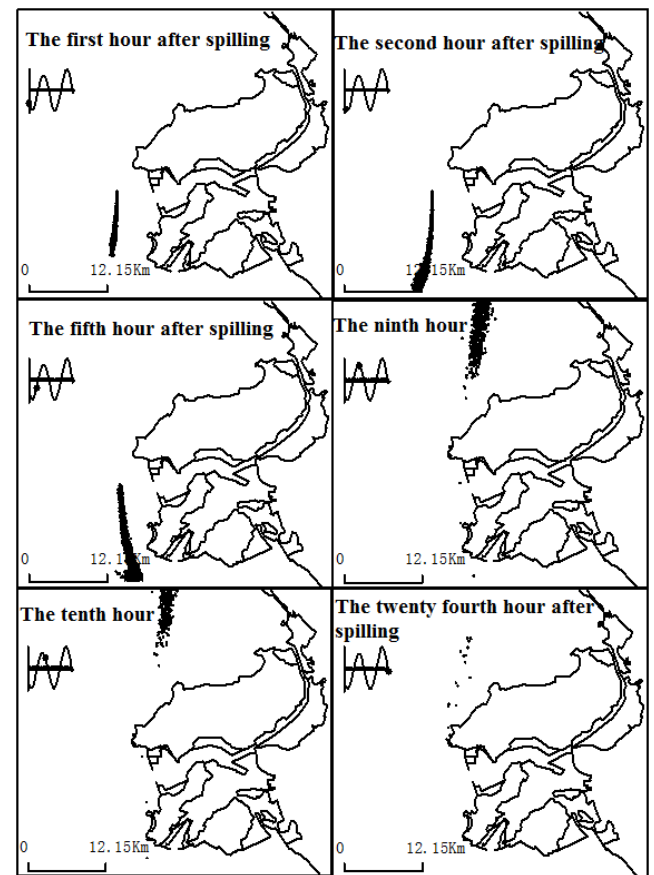 The first hour after spilling
0 12.15Km
The second hour after spilling
0 12.15Km
The fifth hour after spilling
0 12.15Km
The ninth hour
0 12.15Km
The tenth hour
0 12.15Km
The twenty fourth hour after
spilling
0 12.15Km